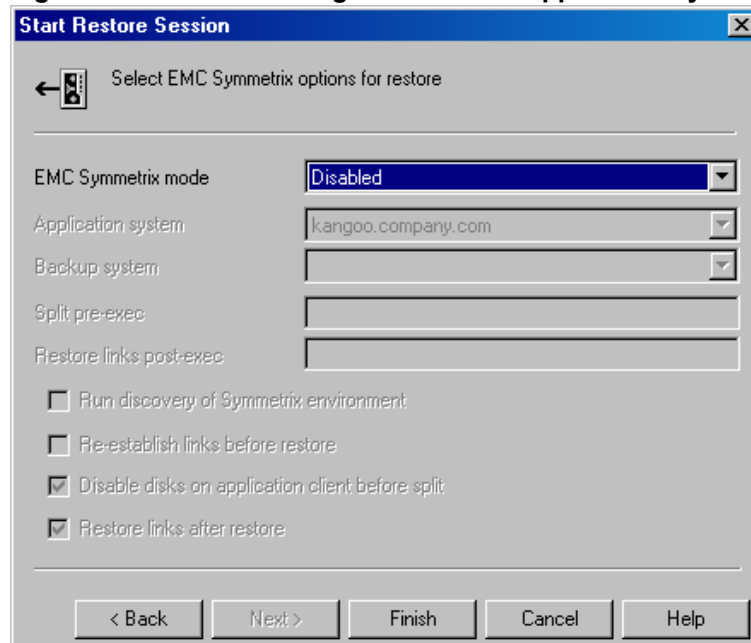 Start Restore Session
Select EMC Symmetrix options for restore
EMC Symmetrix mode
Disabled
Application system
kangoo.company.com
Backup system
Split pre-exec
Restore links post-exec
Run discovery of Symmetrix environment
Re-establish links before restore
Disable disks on application client before split
Restore links after restore
< Back Next > Finish Cancel Help